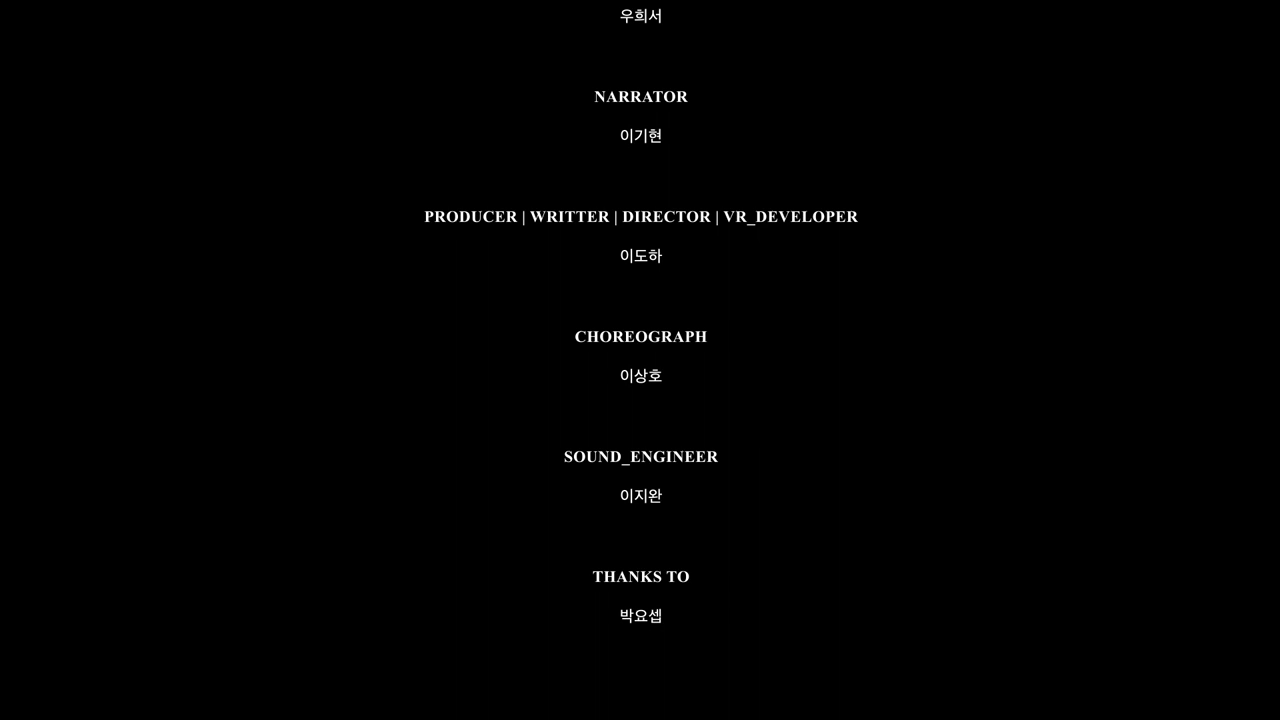 우희서
NARRATOR
이기현
PRODUCER | WRITTER | DIRECTOR | VR_DEVELOPER
이도하
CHOREOGRAPH
이상호
SOUND_ENGINEER
이지완
THANKS TO
박요셉